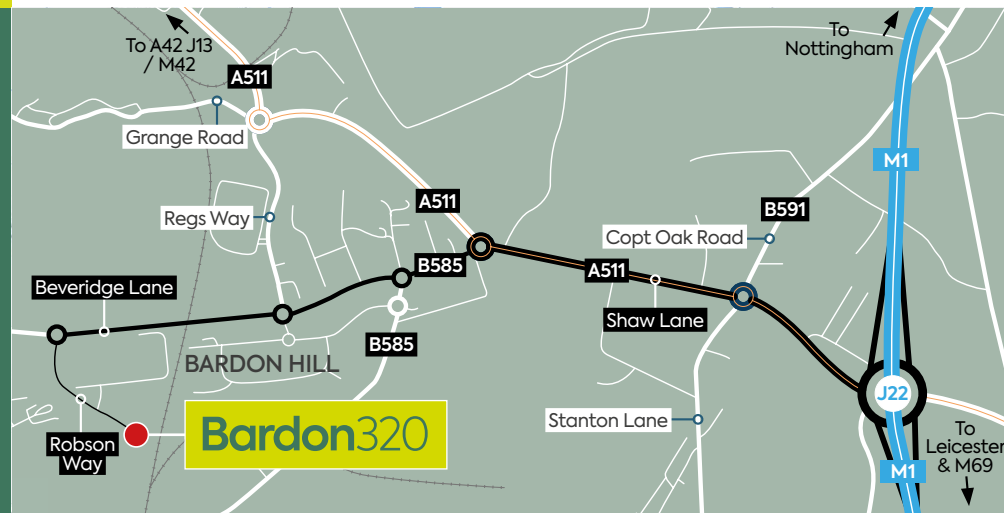 To A42 J13
/ M42
To
Nottingham
A511
Grange Road
M1
Regs Way
A511
B591
Copt Oak Road
B585
A511
Beveridge Lane
Shaw Lane
B585
BARDON HILL
J22
Bardon320
Stanton Lane
Robson
Way
To
Leicester
& M69
M1